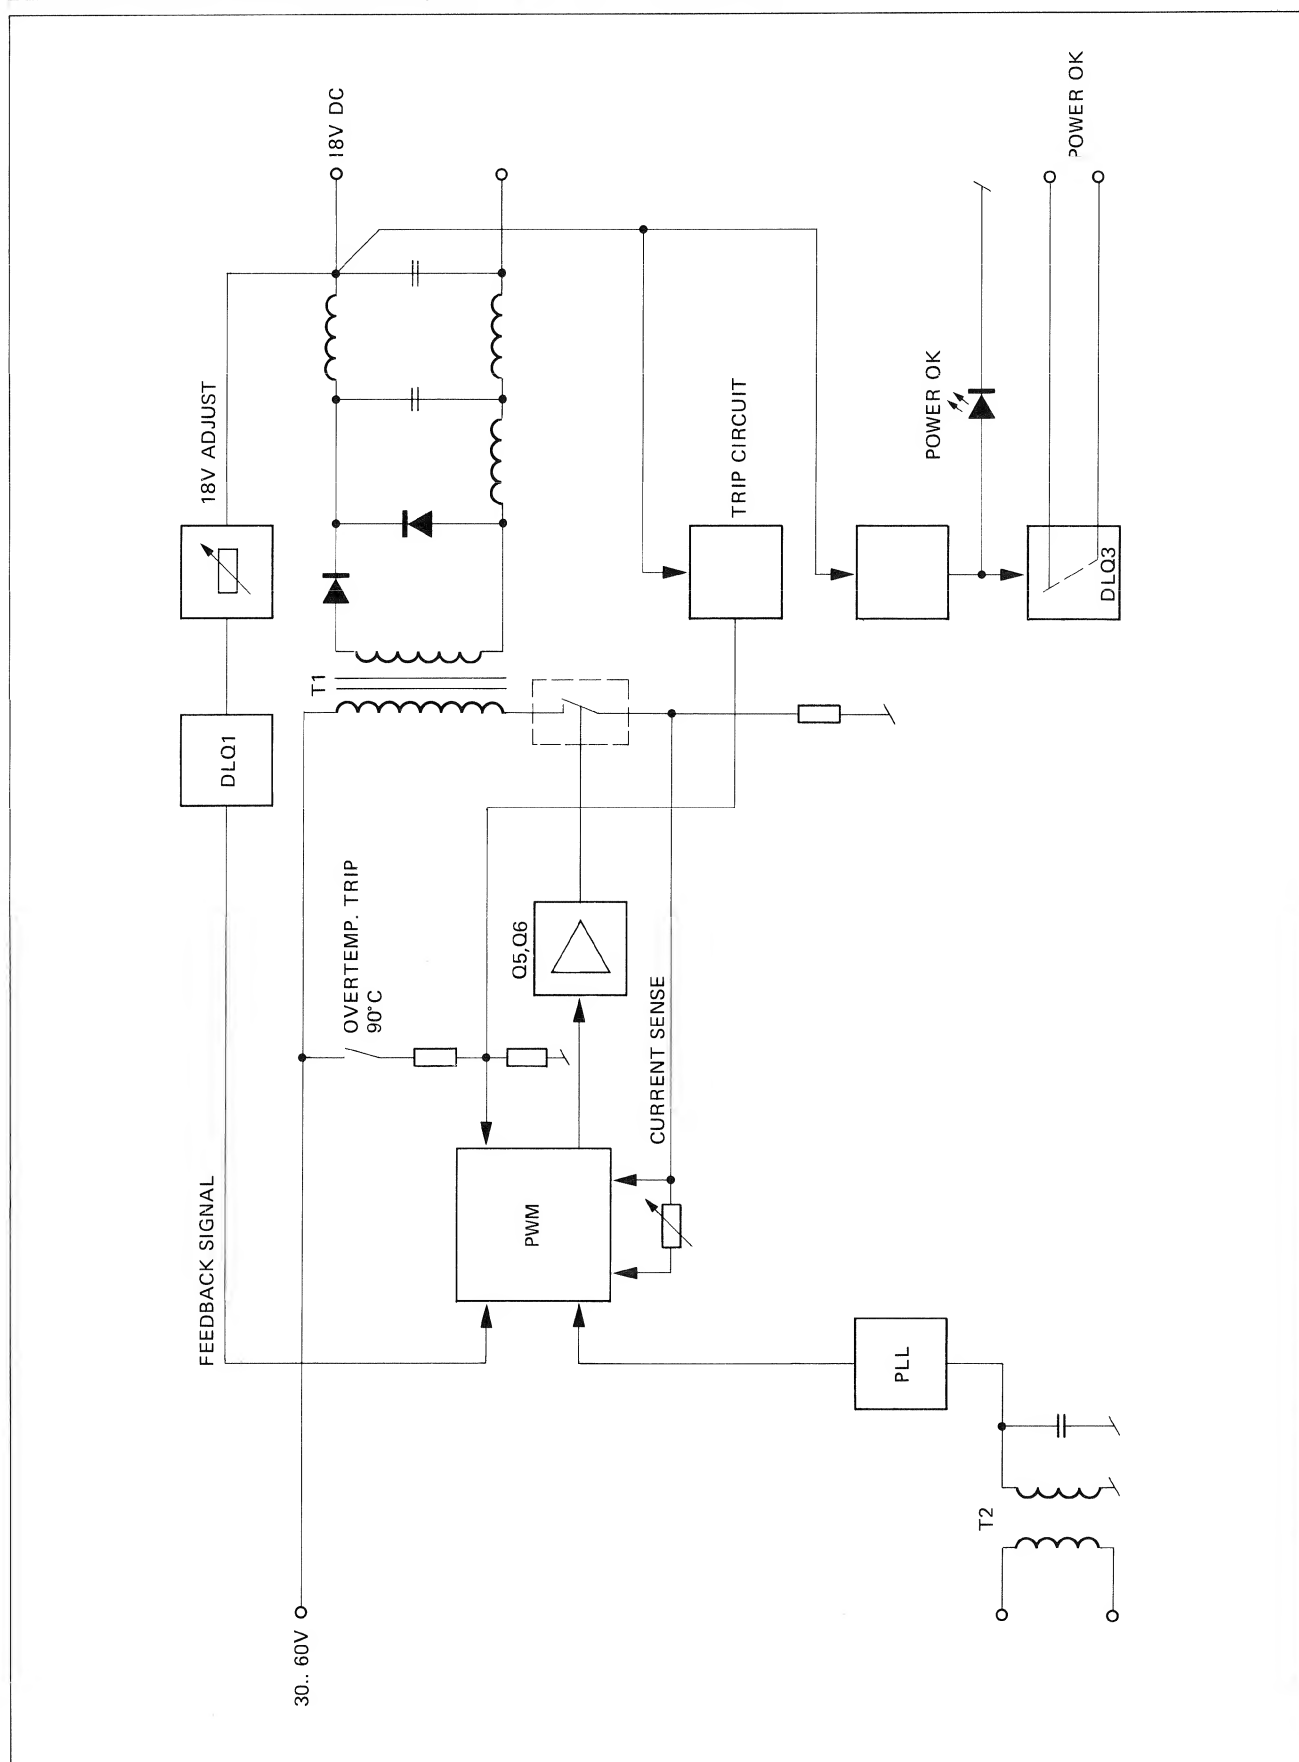 FEEDBACK SIGNAL
DLQ1
18V ADJUST
30.. 60V
OVERTEMP. TRIP
90°C
T1
18V DC
PWM
Q5,Q6
CURRENT SENSE
TRIP CIRCUIT
PLL
POWER OK
T2
DLQ3
POWER OK